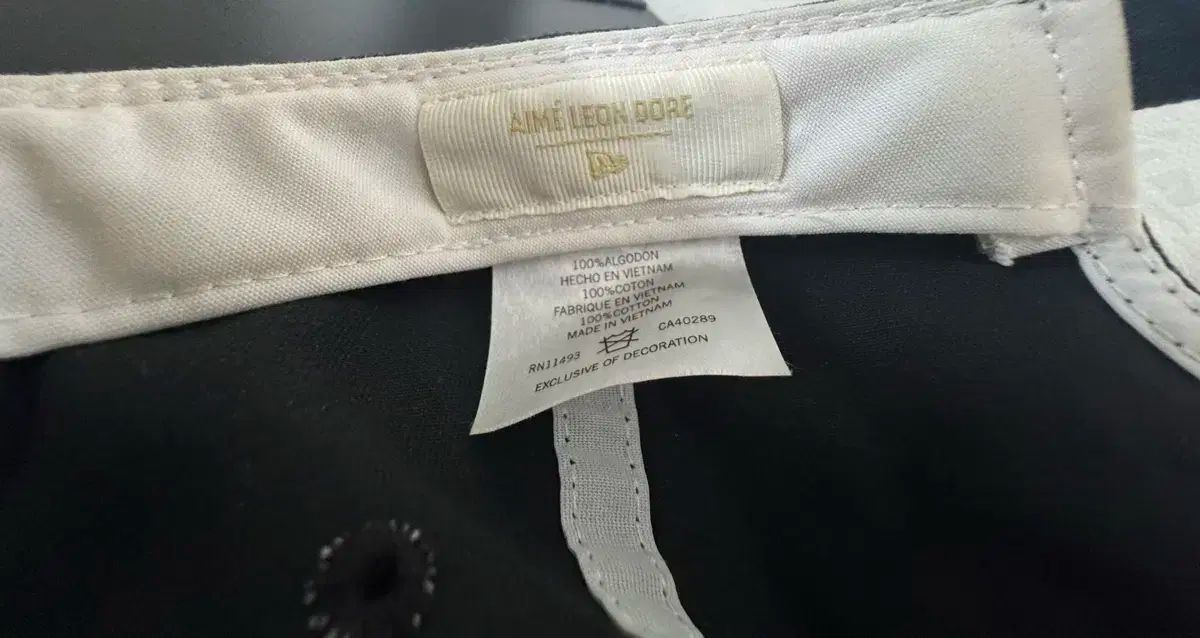 AIMÉ LEON DORE
100%ALGODON
HECHO EN VIETNAM
100%COTON
FABRIQUE EN VIETNAM
100%COTTON
MADE IN VIETNAM
RN11493 CA40289
EXCLUSIVE OF DECORATION